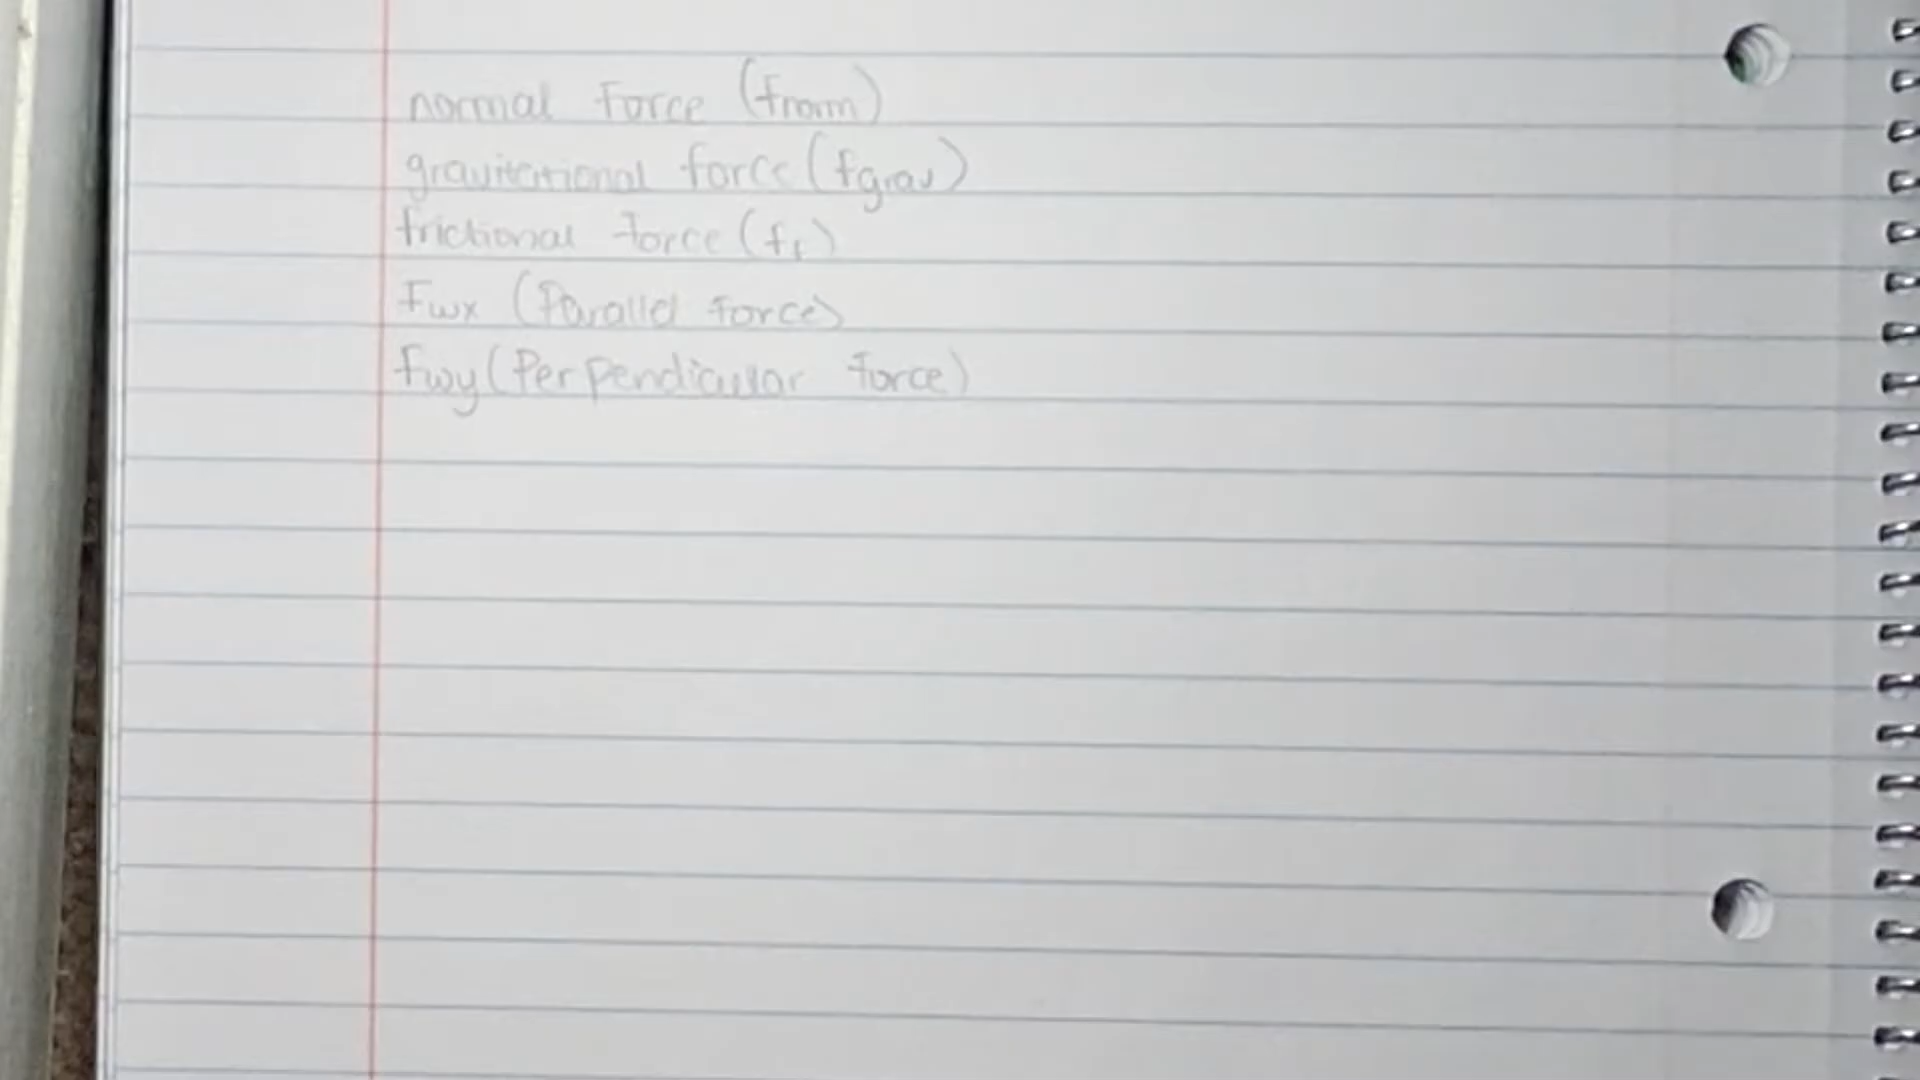 normal Force (fnorm)
gravitational force (fgrav)
frictional force (ff)
Fwx (Parallel force)
fwy (Perpendicular force)